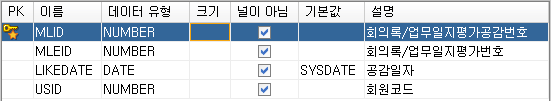 PK 이름 데이터 유형 크기 널이 아님 기본값 설명
MLID NUMBER 회의록/업무일지평가공감번호
MLEID NUMBER 회의록/업무일지평가번호
LIKEDATE DATE SYSDATE 공감일자
USID NUMBER 회원코드